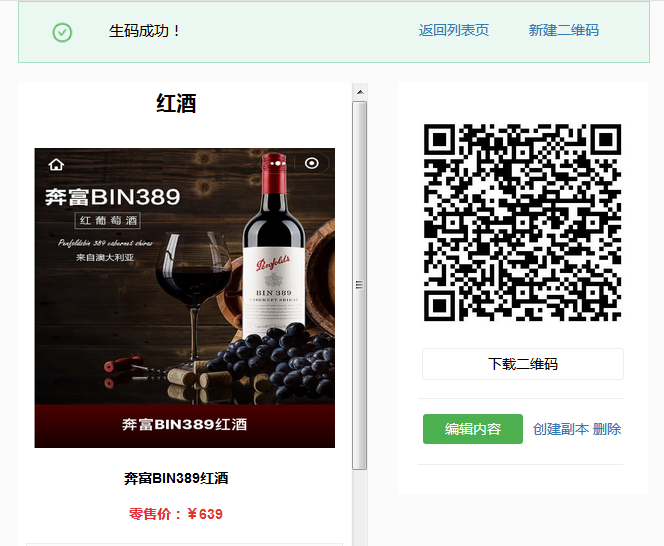 生码成功！
返回列表页
新建二维码
红酒
奔富BIN389
红葡萄酒
Penfoldsbin 389 cabernet shiraz
来自澳大利亚
Penfolds
BIN 389
CABERNET SHIRAZ
奔富BIN389红酒
奔富BIN389红酒
零售价：￥639
下载二维码
编辑内容 创建副本 删除